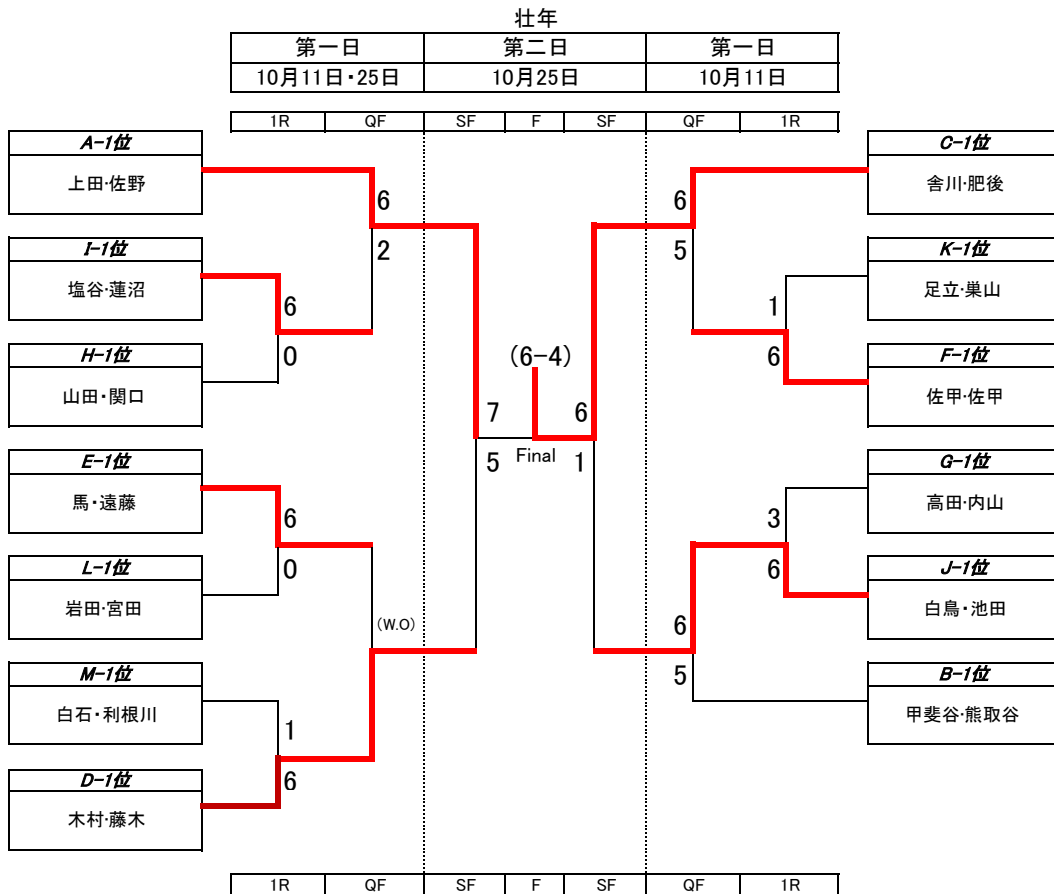 壮年
第一日 第二日 第一日
10月11日・25日 10月25日 10月11日
1R QF SF F SF QF 1R
A-1位
上田・佐野
6
2
I-1位
塩谷・蓮沼
6
0
H-1位
山田・関口
E-1位
馬・遠藤
6
0
L-1位
岩田・宮田
(W.O)
M-1位
白石・利根川
1
6
D-1位
木村・藤木
(6-4)
7 6
5 Final 1
C-1位
舎川・肥後
6
5
K-1位
足立・巣山
1
6
F-1位
佐甲・佐甲
G-1位
高田・内山
3
6
J-1位
白鳥・池田
6
5
B-1位
甲斐谷・熊取谷
1R QF SF F SF QF 1R